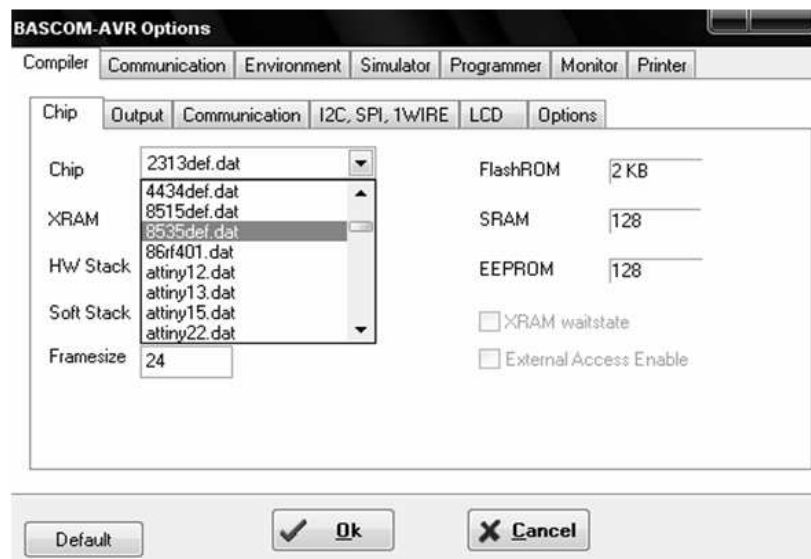 BASCOM-AVR Options
Compiler Communication Environment Simulator Programmer Monitor Printer
Chip Output Communication I2C, SPI, 1WIRE LCD Options
Chip 2313def.dat FlashROM 2 KB
4434def.dat
8515def.dat
XRAM 8535def.dat SRAM 128
86rf401.dat
HW Stack attiny12.dat EEPROM 128
attiny13.dat
Soft Stack attiny15.dat XRAM waitstate
attiny22.dat
Framesize 24 External Access Enable
Default Ok Cancel